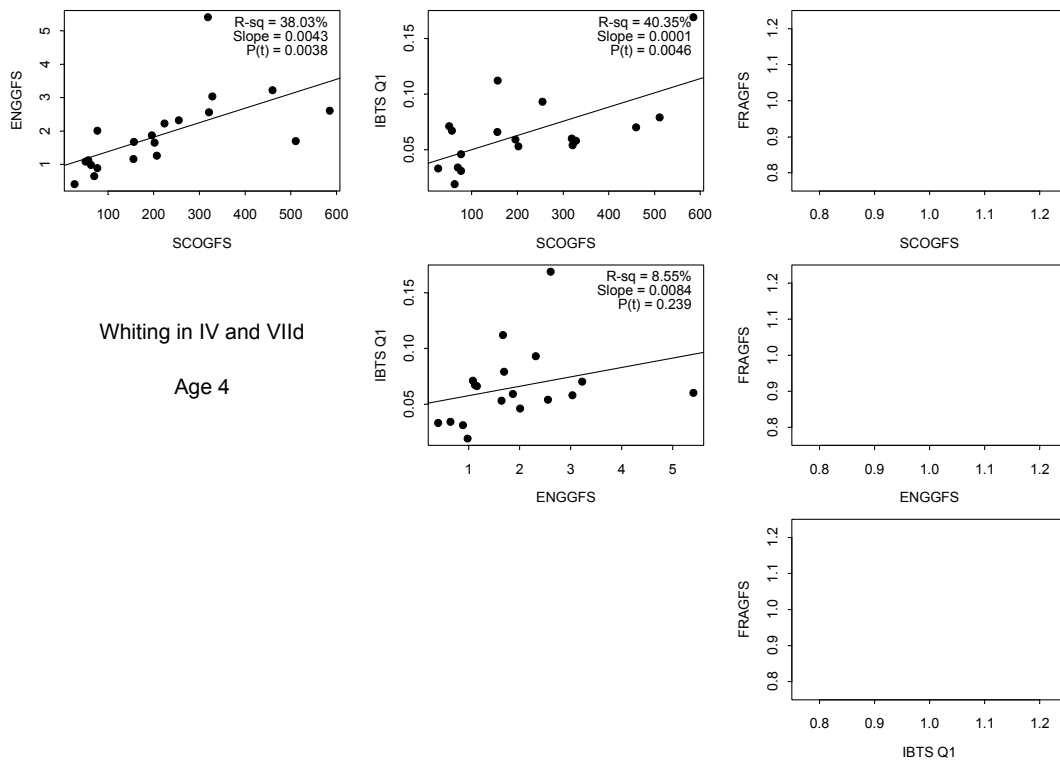 R-sq = 38.03%
Slope = 0.0043
P(t) = 0.0038
ENGGFS
1 2 3 4 5
100 200 300 400 500 600
SCOGFS
R-sq = 40.35%
Slope = 0.0001
P(t) = 0.0046
IBTS Q1
0.05 0.10 0.15
100 200 300 400 500 600
SCOGFS
FRAGFS
0.8 0.9 1.0 1.1 1.2
0.8 0.9 1.0 1.1 1.2
SCOGFS
Whiting in IV and VIId
Age 4
R-sq = 8.55%
Slope = 0.0084
P(t) = 0.239
IBTS Q1
0.05 0.10 0.15
1 2 3 4 5
ENGGFS
FRAGFS
0.8 0.9 1.0 1.1 1.2
0.8 0.9 1.0 1.1 1.2
ENGGFS
FRAGFS
0.8 0.9 1.0 1.1 1.2
0.8 0.9 1.0 1.1 1.2
IBTS Q1